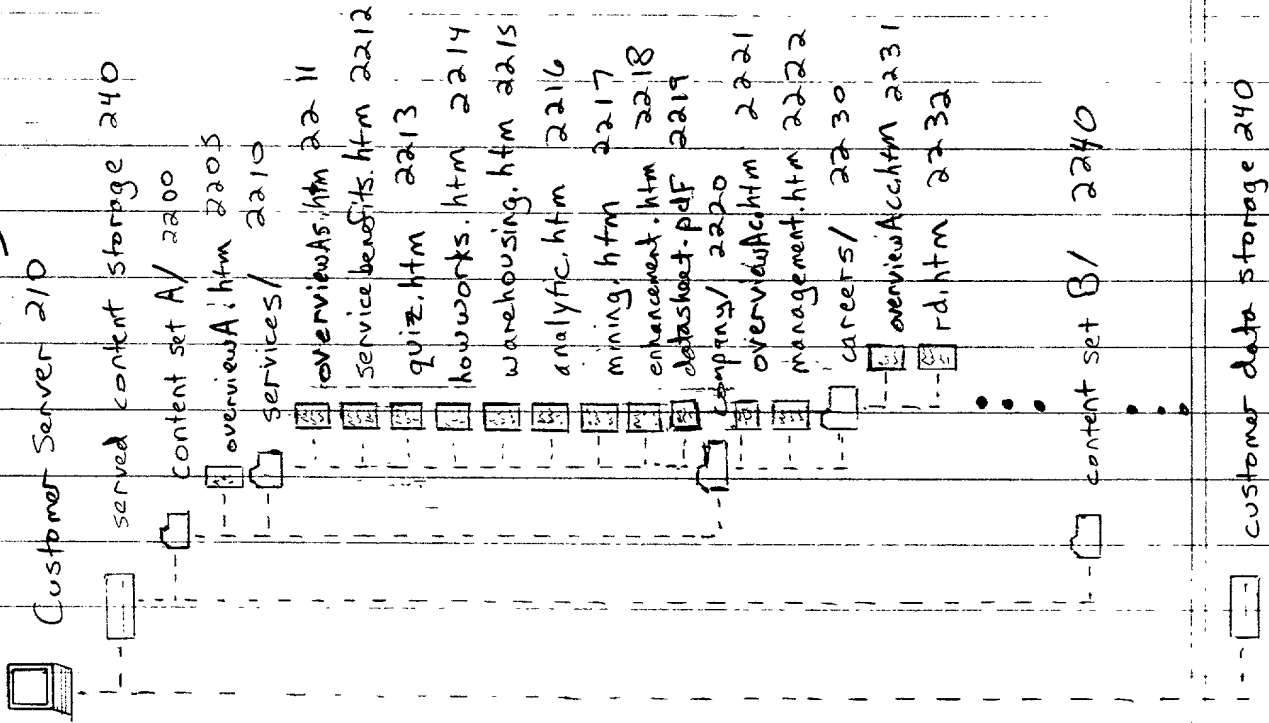 Customer Server 210
served content storage 240
content set A/ 2200
overviewA.htm 2205
services/ 2210
overviewAs.htm 2211
servicebenefits.htm 2212
quiz.htm 2213
howworks.htm 2214
warehousing.htm 2215
analytic.htm 2216
mining.htm 2217
enhancement.htm 2218
datasheet.pdf 2219
company/ 2220
overviewAc.htm 2221
management.htm 2222
careers/ 2230
overviewAcc.htm 2231
rd.htm 2232
content set B/ 2240
customer data storage 240